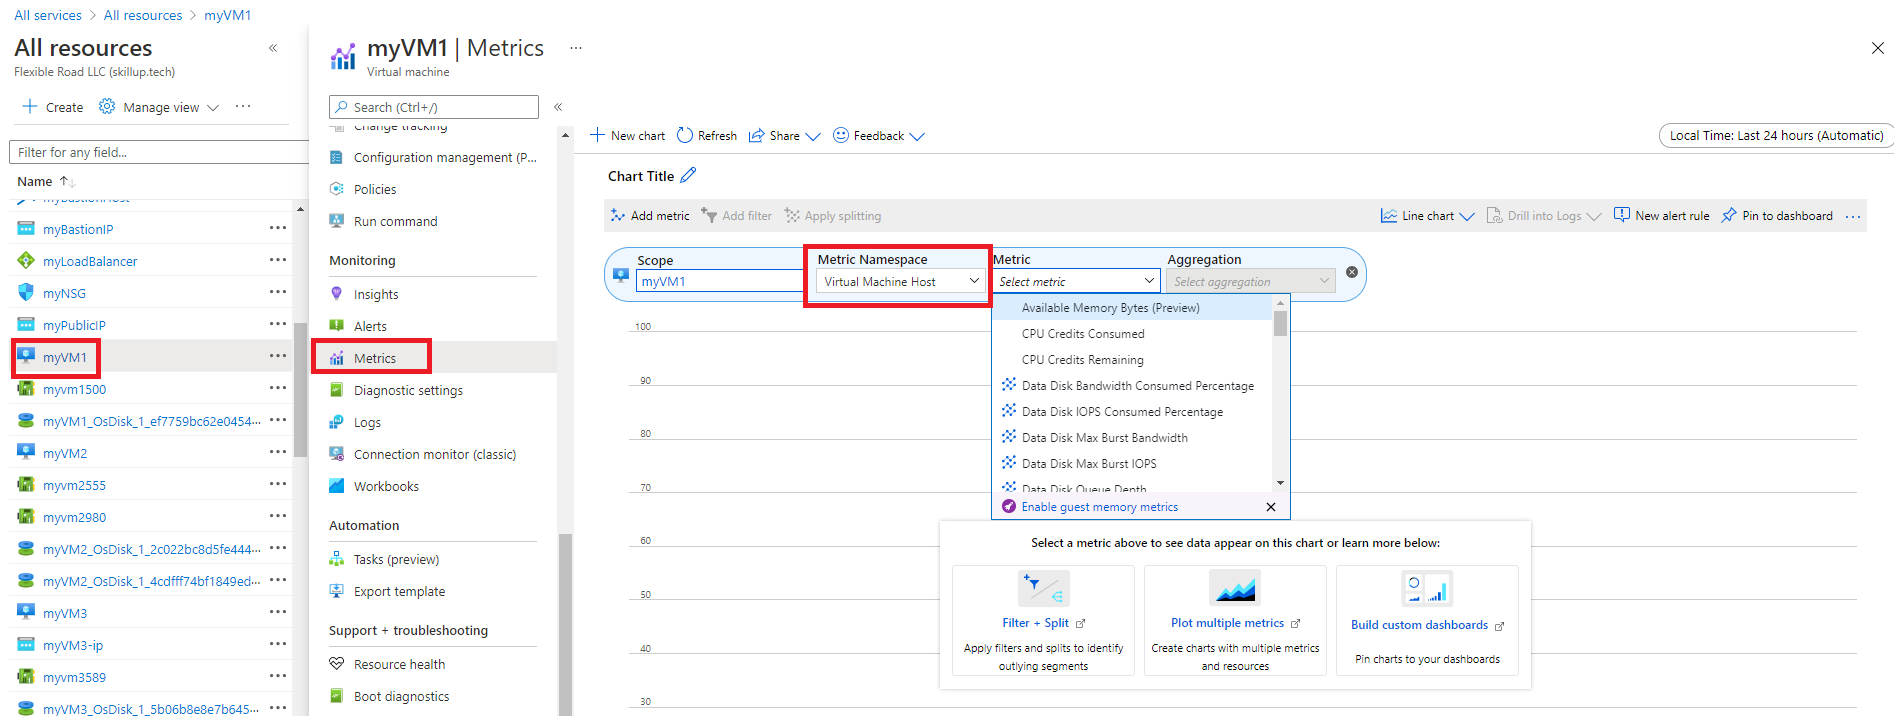 All services > All resources > myVM1
All resources
Flexible Road LLC (skillup.tech)
Create
Manage view
Filter for any field...
Name
myBastionHost
myBastionIP
myLoadBalancer
myNSG
myPublicIP
myVM1
myvm1500
myVM1_OsDisk_1_ef7759bc62e0454...
myVM2
myvm2555
myvm2980
myVM2_OsDisk_1_2c022bc8d5fe444...
myVM2_OsDisk_1_4cdfff74bf1849ed...
myVM3
myVM3-ip
myvm3589
myVM3_OsDisk_1_5b06b8e8e7b645...
myVM1 | Metrics
Virtual machine
Search (Ctrl+/)
Change tracking
Configuration management (P...
Policies
Run command
Monitoring
Insights
Alerts
Metrics
Diagnostic settings
Logs
Connection monitor (classic)
Workbooks
Automation
Tasks (preview)
Export template
Support + troubleshooting
Resource health
Boot diagnostics
New chart
Refresh
Share
Feedback
Local Time: Last 24 hours (Automatic)
Chart Title
Add metric
Add filter
Apply splitting
Line chart
Drill into Logs
New alert rule
Pin to dashboard
Scope
myVM1
Metric Namespace
Virtual Machine Host
Metric
Select metric
Aggregation
Select aggregation
Available Memory Bytes (Preview)
CPU Credits Consumed
CPU Credits Remaining
Data Disk Bandwidth Consumed Percentage
Data Disk IOPS Consumed Percentage
Data Disk Max Burst Bandwidth
Data Disk Max Burst IOPS
Data Disk Queue Depth
Enable guest memory metrics
100
90
80
70
60
50
40
30
Select a metric above to see data appear on this chart or learn more below:
Filter + Split
Apply filters and splits to identify
outlying segments
Plot multiple metrics
Create charts with multiple metrics
and resources
Build custom dashboards
Pin charts to your dashboards